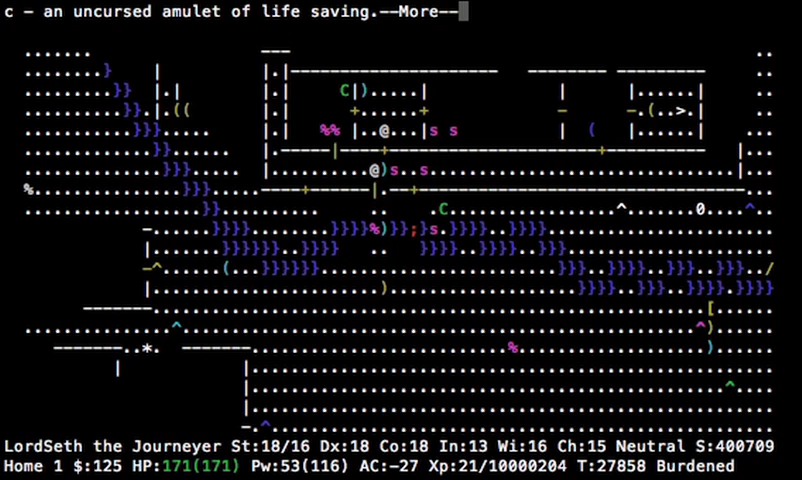 c - an uncursed amulet of life saving.--More--
LordSeth the Journeyer St:18/16 Dx:18 Co:18 In:13 Wi:16 Ch:15 Neutral S:400709
Home 1 $:125 HP:171(171) Pw:53(116) AC:-27 Xp:21/10000204 T:27858 Burdened